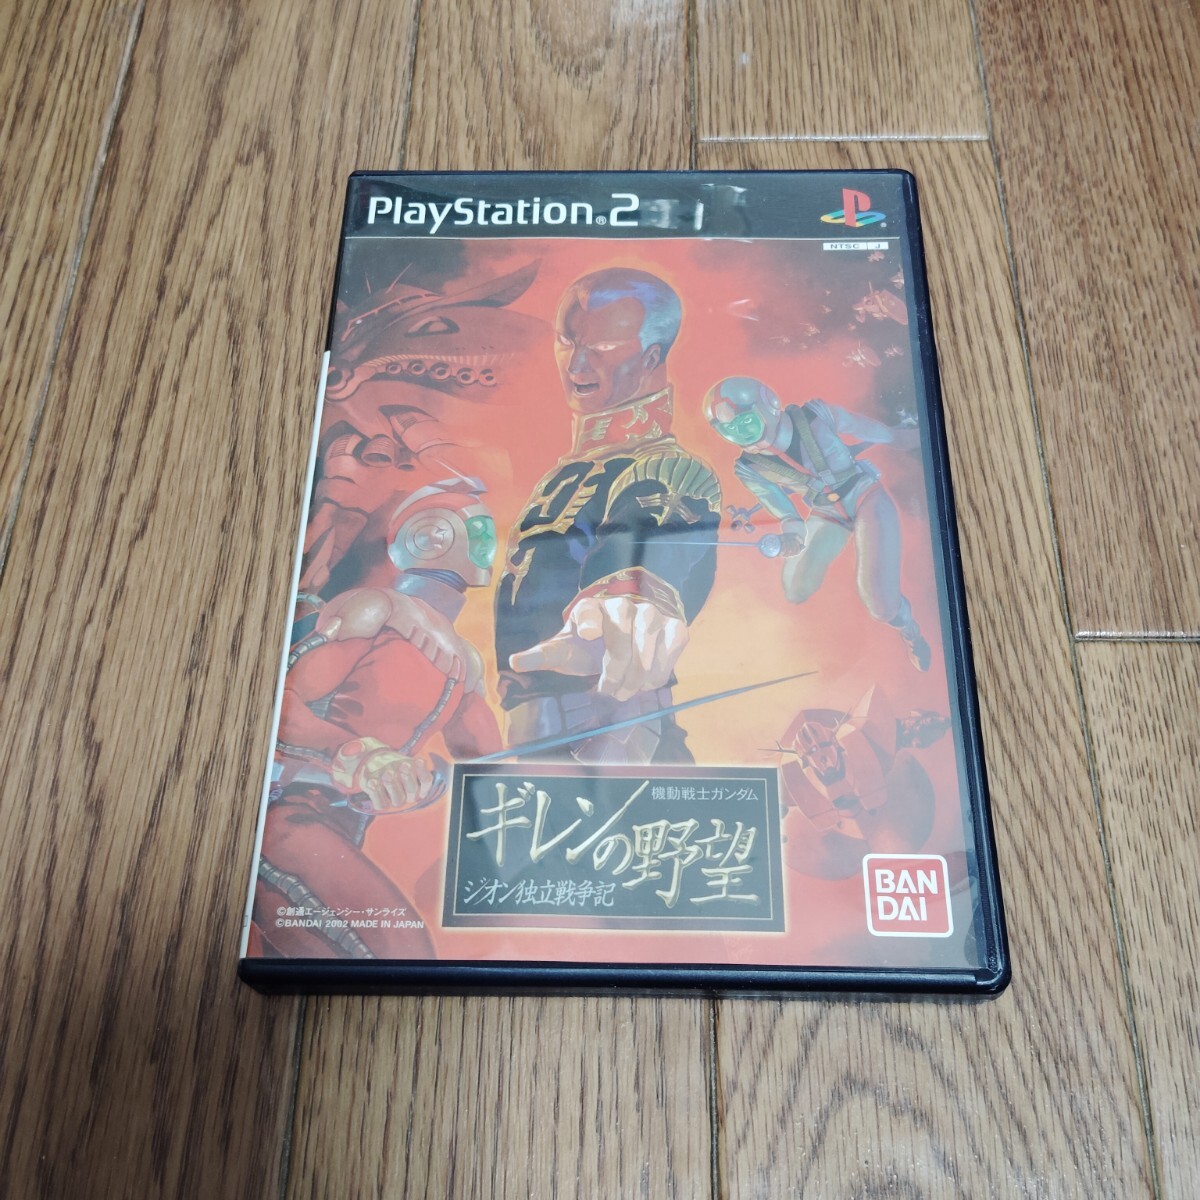 PlayStation®2
NTSC J
機動戦士ガンダム
ギレンの野望
ジオン独立戦争記
©創通エージェンシー・サンライズ
©BANDAI 2002 MADE IN JAPAN
BAN
DAI